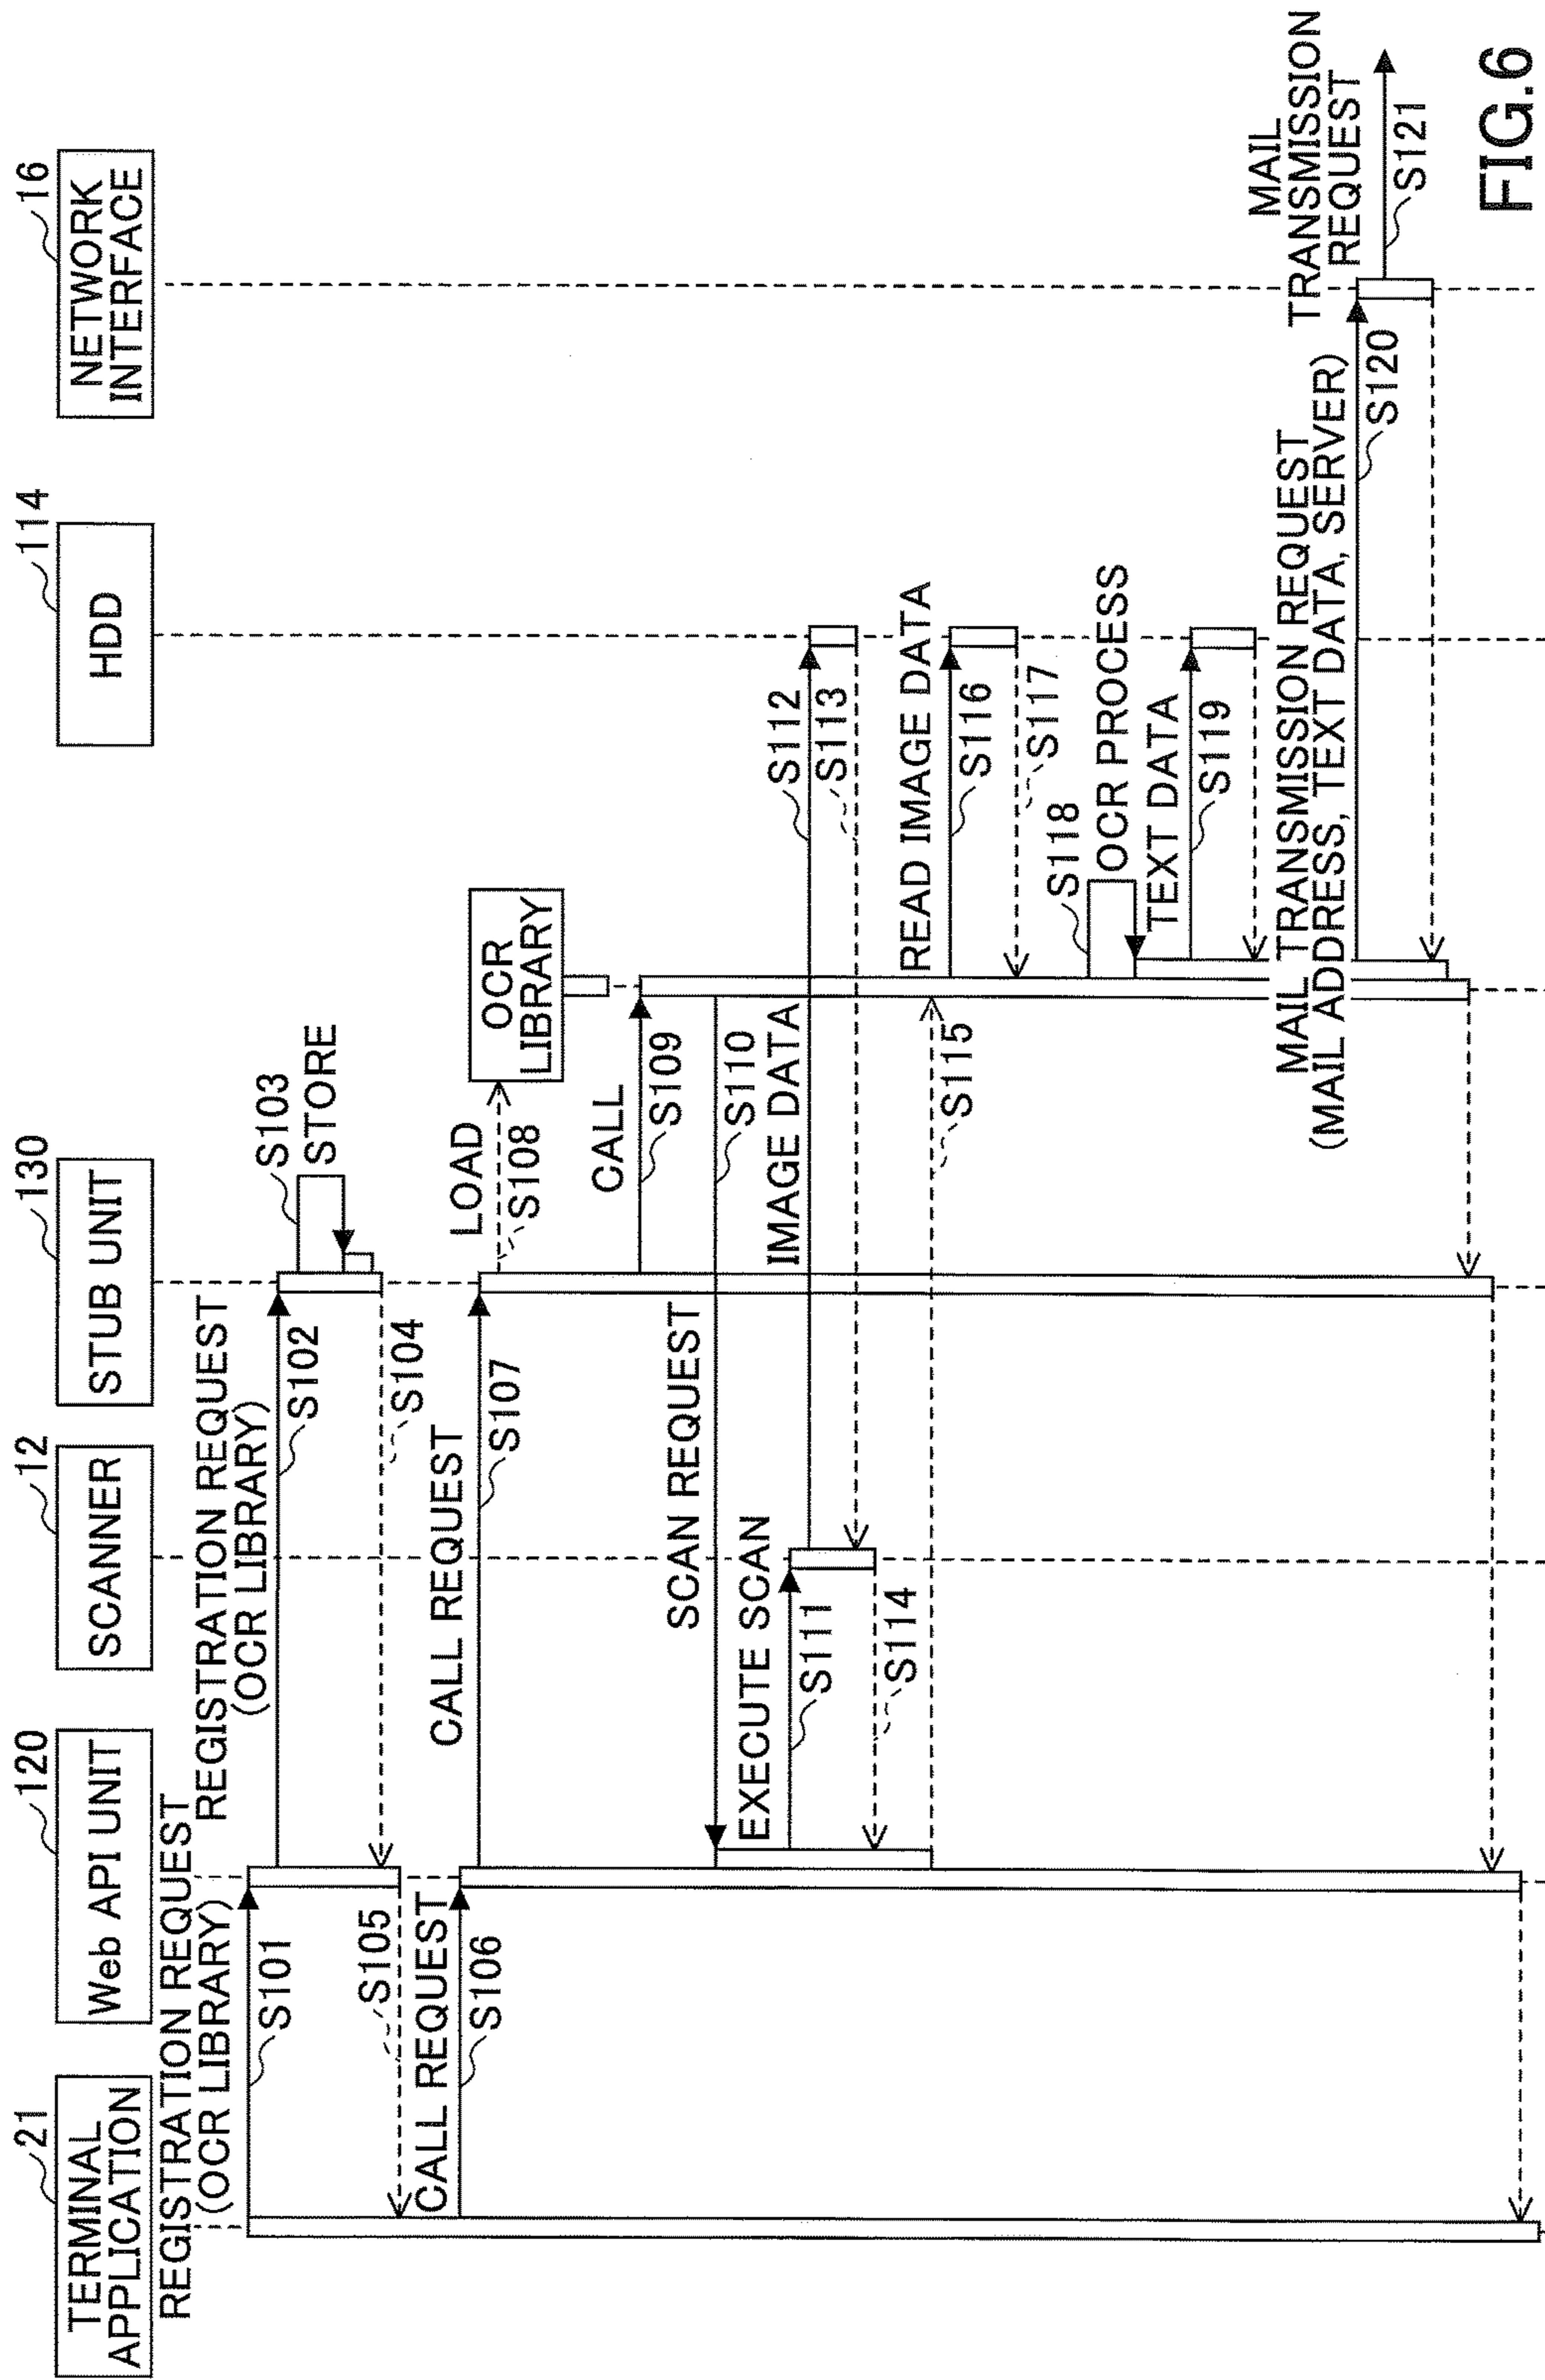 21
TERMINAL
APPLICATION
120
Web API UNIT
12
SCANNER
130
STUB UNIT
114
HDD
16
NETWORK
INTERFACE
REGISTRATION REQUEST
(OCR LIBRARY)
S101
REGISTRATION REQUEST
(OCR LIBRARY)
S102
S103
STORE
S104
S105
CALL REQUEST
S106
CALL REQUEST
S107
LOAD
S108
OCR
LIBRARY
CALL
S109
SCAN REQUEST
S110
EXECUTE SCAN
S111
IMAGE DATA
S112
S113
S114
S115
READ IMAGE DATA
S116
S117
S118
OCR PROCESS
TEXT DATA
S119
MAIL TRANSMISSION REQUEST
(MAIL ADDRESS, TEXT DATA, SERVER)
S120
MAIL
TRANSMISSION
REQUEST
S121
FIG.6